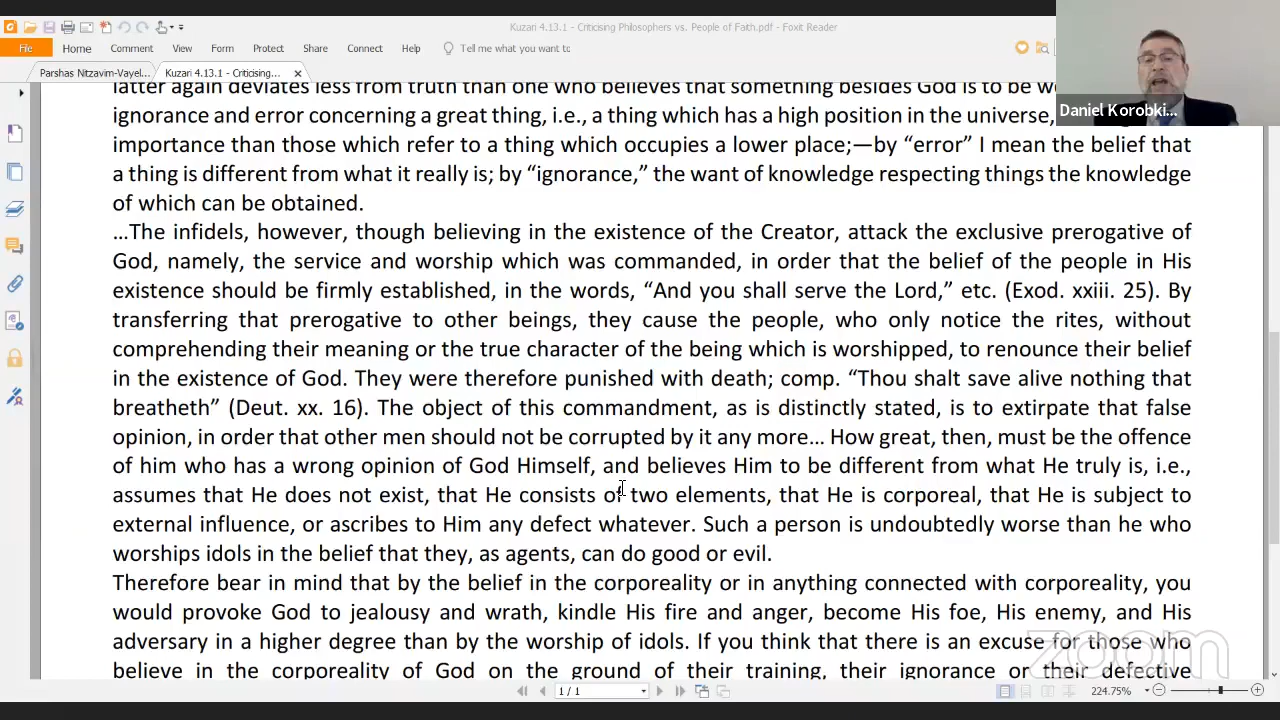 Kuzari 4.13.1 - Criticising Philosophers vs. People of Faith.pdf - Foxit Reader
File Home Comment View Form Protect Share Connect Help Tell me what you want to
Parshas Nitzavim-Vayel... Kuzari 4.13.1 - Criticising...
latter again deviates less from truth than one who believes that something besides God is to be
ignorance and error concerning a great thing, i.e., a thing which has a high position in the universe,
importance than those which refer to a thing which occupies a lower place;—by “error” I mean the belief that
a thing is different from what it really is; by “ignorance,” the want of knowledge respecting things the knowledge
of which can be obtained.
…The infidels, however, though believing in the existence of the Creator, attack the exclusive prerogative of
God, namely, the service and worship which was commanded, in order that the belief of the people in His
existence should be firmly established, in the words, “And you shall serve the Lord,” etc. (Exod. xxiii. 25). By
transferring that prerogative to other beings, they cause the people, who only notice the rites, without
comprehending their meaning or the true character of the being which is worshipped, to renounce their belief
in the existence of God. They were therefore punished with death; comp. “Thou shalt save alive nothing that
breatheth” (Deut. xx. 16). The object of this commandment, as is distinctly stated, is to extirpate that false
opinion, in order that other men should not be corrupted by it any more… How great, then, must be the offence
of him who has a wrong opinion of God Himself, and believes Him to be different from what He truly is, i.e.,
assumes that He does not exist, that He consists of two elements, that He is corporeal, that He is subject to
external influence, or ascribes to Him any defect whatever. Such a person is undoubtedly worse than he who
worships idols in the belief that they, as agents, can do good or evil.
Therefore bear in mind that by the belief in the corporeality or in anything connected with corporeality, you
would provoke God to jealousy and wrath, kindle His fire and anger, become His foe, His enemy, and His
adversary in a higher degree than by the worship of idols. If you think that there is an excuse for those who
believe in the corporeality of God on the ground of their training, their ignorance or their defective
Daniel Korobki...
zoom
1 / 1
224.75%